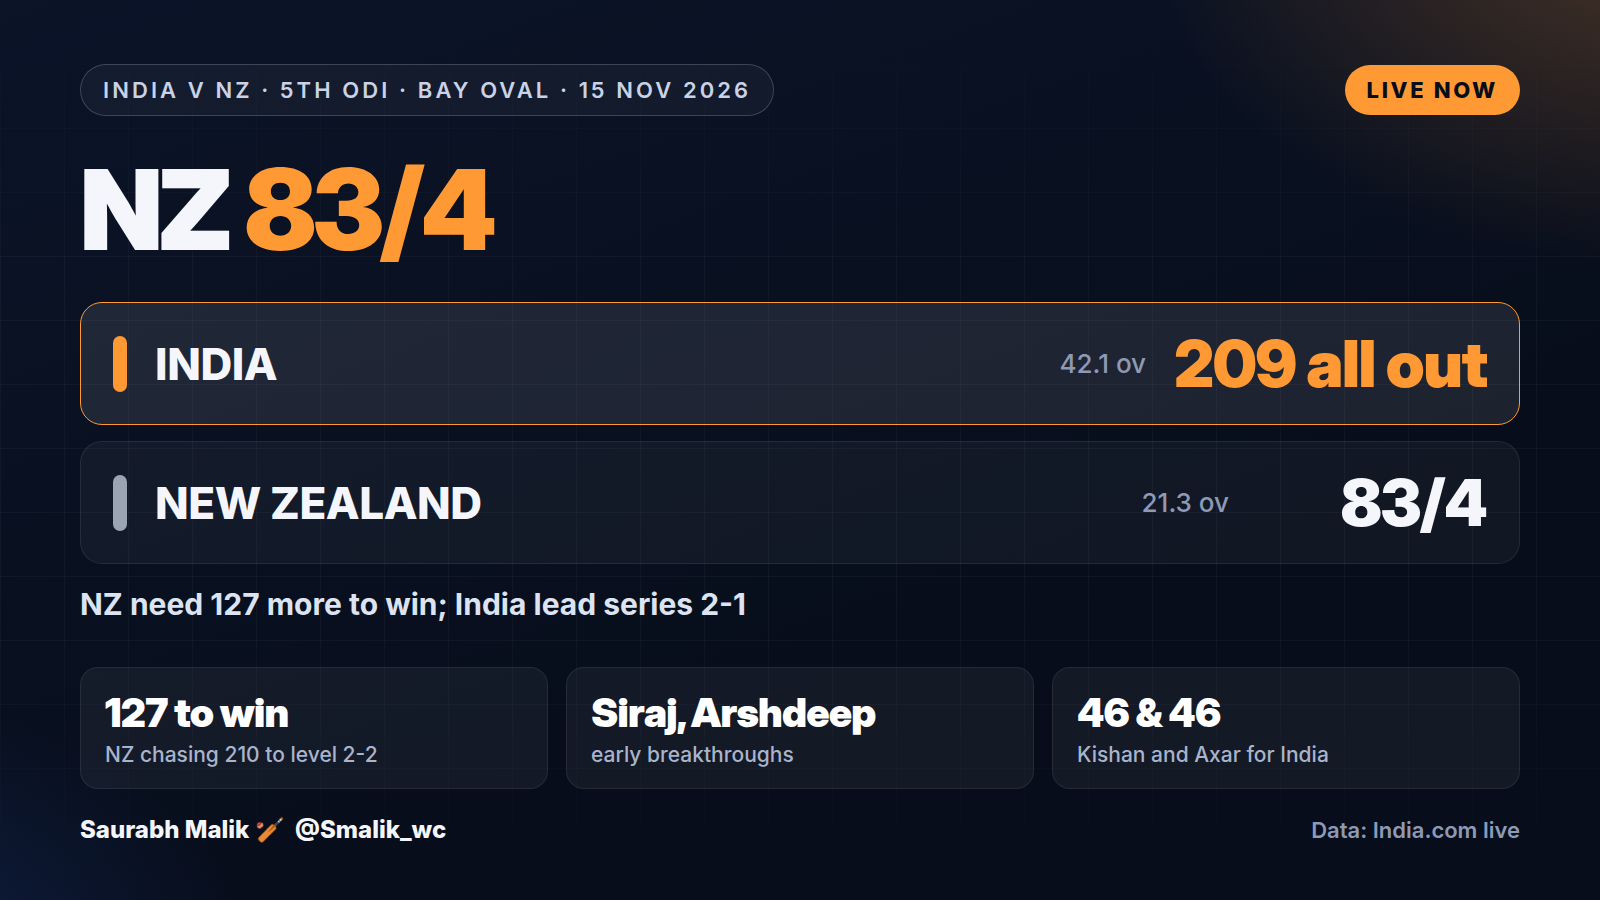 INDIA V NZ · 5TH ODI · BAY OVAL · 15 NOV 2026
LIVE NOW
NZ 83/4
INDIA 42.1 ov 209 all out
NEW ZEALAND 21.3 ov 83/4
NZ need 127 more to win; India lead series 2-1
127 to win
NZ chasing 210 to level 2-2
Siraj, Arshdeep
early breakthroughs
46 & 46
Kishan and Axar for India
Saurabh Malik 🏏 @Smalik_wc
Data: India.com live